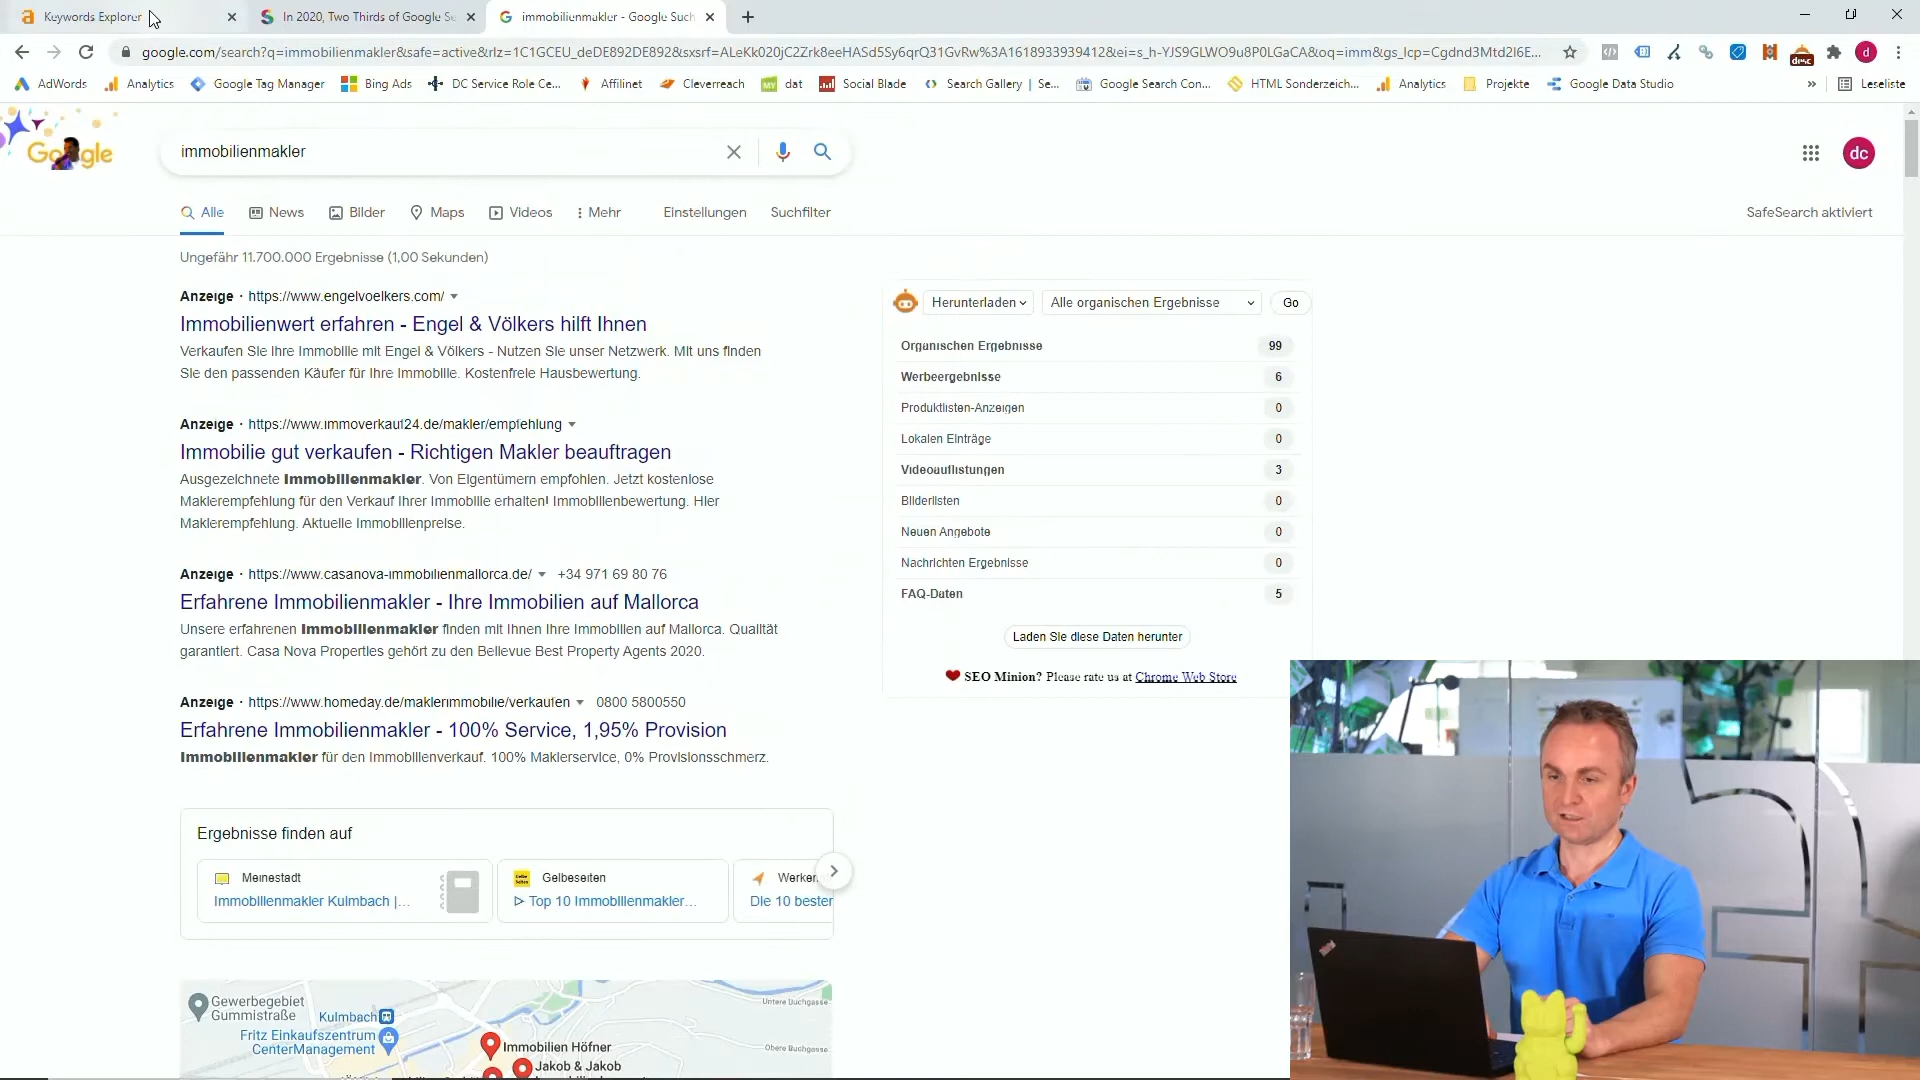 Keywords Explorer
In 2020, Two Thirds of Google Se
immobilienmakler - Google Such
google.com/search?q=immobilienmakler&safe=active&rlz=1C1GCEU_deDE892DE892&sxsrf=ALeKk020jC2Zrk8eeHASd5Sy6qrQ31GvRw%3A1618933939412&ei=s_h-YJS9GLWO9u8P0LGaCA&oq=imm&gs_lcp=Cgdnd3Mtd2l6E...
AdWords
Analytics
Google Tag Manager
Bing Ads
DC Service Role Ce...
Affilinet
Cleverreach
dat
Social Blade
Search Gallery | Se...
Google Search Con...
HTML Sonderzeich...
Analytics
Projekte
Google Data Studio
»
Leseliste
immobilienmakler
dc
Alle
News
Bilder
Maps
Videos
Mehr
Einstellungen
Suchfilter
SafeSearch aktiviert
Ungefähr 11.700.000 Ergebnisse (1,00 Sekunden)
Anzeige · https://www.engelvoelkers.com/
Immobilienwert erfahren - Engel & Völkers hilft Ihnen
Verkaufen Sie Ihre Immobilie mit Engel & Völkers - Nutzen Sie unser Netzwerk. Mit uns finden
Sie den passenden Käufer für Ihre Immobilie. Kostenfreie Hausbewertung.
Anzeige · https://www.immoverkauf24.de/makler/empfehlung
Immobilie gut verkaufen - Richtigen Makler beauftragen
Ausgezeichnete Immobilienmakler. Von Eigentümern empfohlen. Jetzt kostenlose
Maklerempfehlung für den Verkauf Ihrer Immobilie erhalten! Immobilienbewertung. Hier
Maklerempfehlung. Aktuelle Immobilienpreise.
Anzeige · https://www.casanova-immobilienmallorca.de/ +34 971 69 80 76
Erfahrene Immobilienmakler - Ihre Immobilien auf Mallorca
Unsere erfahrenen Immobilienmakler finden mit Ihnen Ihre Immobilien auf Mallorca. Qualität
garantiert. Casa Nova Properties gehört zu den Bellevue Best Property Agents 2020.
Anzeige · https://www.homeday.de/maklerimmobilie/verkaufen 0800 5800550
Erfahrene Immobilienmakler - 100% Service, 1,95% Provision
Immobilienmakler für den Immobilienverkauf. 100% Maklerservice, 0% Provisionsschmerz.
Ergebnisse finden auf
Meinestadt
Immobilienmakler Kulmbach |...
Gelbeseiten
▷ Top 10 Immobilienmakler...
Werken
Die 10 bester
Gewerbegebiet
Gummistraße
Kulmbach
Fritz Einkaufszentrum
CenterManagement
Immobilien Höfner
Jakob & Jakob
Untere Buchgasse
Obere Buchgasse
Herunterladen
Alle organischen Ergebnisse
Go
Organischen Ergebnisse 99
Werbeergebnisse 6
Produktlisten-Anzeigen 0
Lokalen Einträge 0
Videoauflistungen 3
Bilderlisten 0
Neuen Angebote 0
Nachrichten Ergebnisse 0
FAQ-Daten 5
Laden Sie diese Daten herunter
SEO Minion? Please rate us at Chrome Web Store